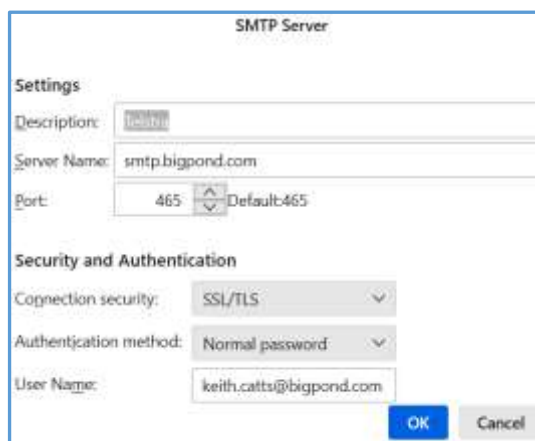 SMTP Server
Settings
Description: Telstra
Server Name: smtp.bigpond.com
Port: 465 Default:465
Security and Authentication
Connection security: SSL/TLS
Authentication method: Normal password
User Name: keith.catts@bigpond.com
OK Cancel